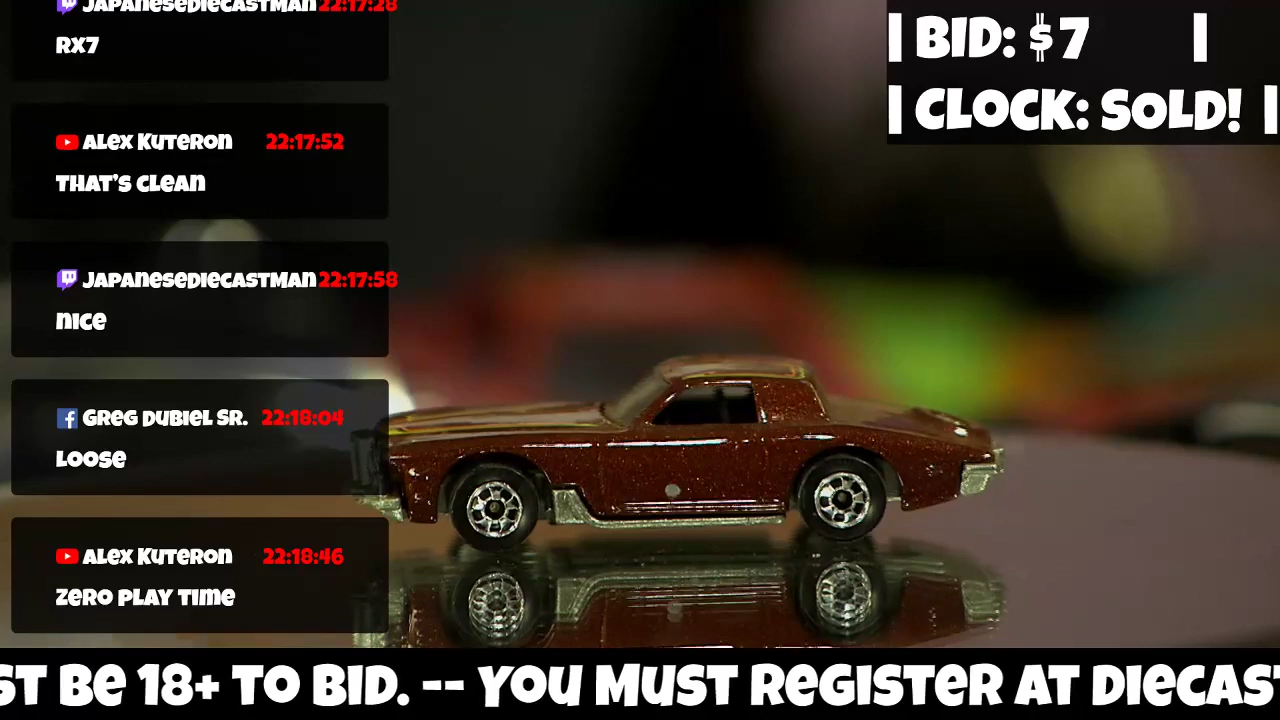 JapaneseDiecastMan 22:17:28
RX7
Alex Kuteron 22:17:52
That's clean
JapaneseDiecastMan 22:17:58
nice
Greg Dubiel Sr. 22:18:04
Loose
Alex Kuteron 22:18:46
Zero play time
| BID: $7 |
| CLOCK: SOLD! |
ST BE 18+ TO BID. -- YOU MUST REGISTER AT DIECAST